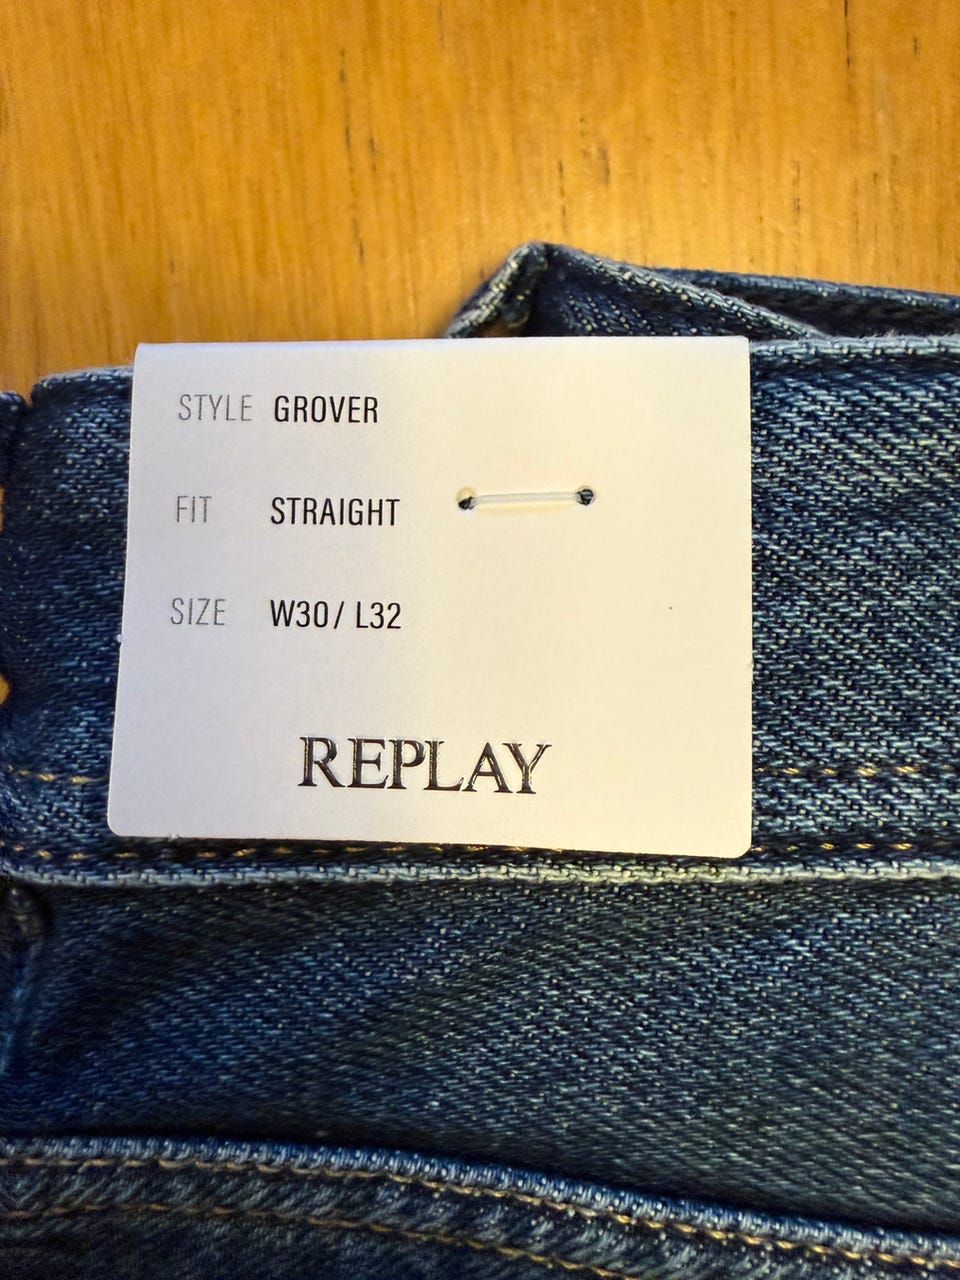 STYLE GROVER
FIT STRAIGHT
SIZE W30/ L32
REPLAY